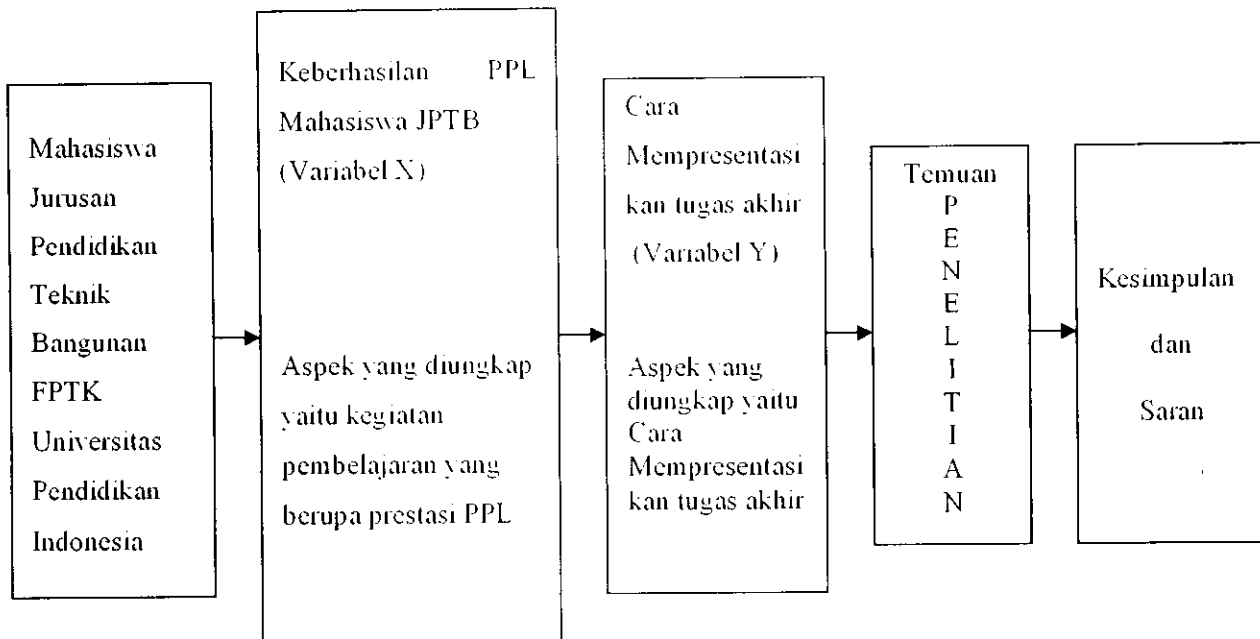 Mahasiswa
Jurusan
Pendidikan
Teknik
Bangunan
FPTK
Universitas
Pendidikan
Indonesia
Keberhasilan PPL
Mahasiswa JPTB
(Variabel X)
Aspek yang diungkap
yaitu kegiatan
pembelajaran yang
berupa prestasi PPL
Cara
Mempresentasi
kan tugas akhir
(Variabel Y)
Aspek yang
diungkap yaitu
Cara
Mempresentasi
kan tugas akhir
Temuan
P
E
N
E
L
I
T
I
A
N
Kesimpulan
dan
Saran